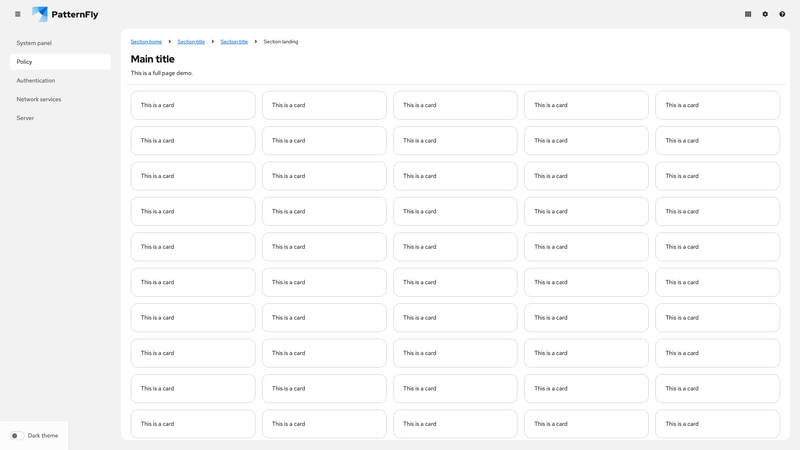 PatternFly
System panel
Policy
Authentication
Network services
Server
Dark theme
Section home Section title Section title Section landing
Main title
This is a full page demo.
This is a card This is a card This is a card This is a card This is a card
This is a card This is a card This is a card This is a card This is a card
This is a card This is a card This is a card This is a card This is a card
This is a card This is a card This is a card This is a card This is a card
This is a card This is a card This is a card This is a card This is a card
This is a card This is a card This is a card This is a card This is a card
This is a card This is a card This is a card This is a card This is a card
This is a card This is a card This is a card This is a card This is a card
This is a card This is a card This is a card This is a card This is a card
This is a card This is a card This is a card This is a card This is a card